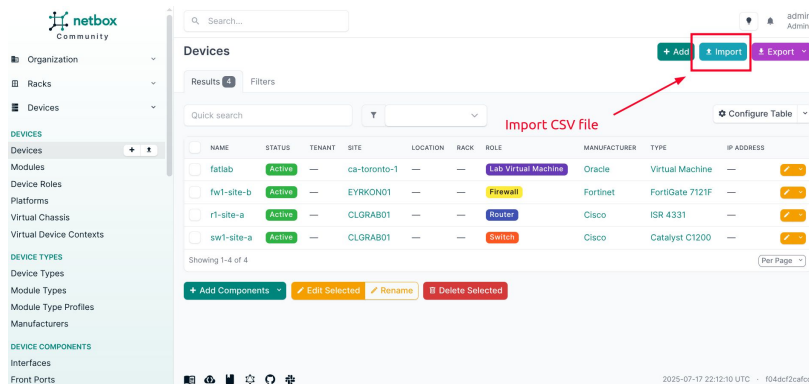 netbox
Community
Organization
Racks
Devices
DEVICES
Devices
Modules
Device Roles
Platforms
Virtual Chassis
Virtual Device Contexts
DEVICE TYPES
Device Types
Module Types
Module Type Profiles
Manufacturers
DEVICE COMPONENTS
Interfaces
Front Ports
Search...
admin
Admin
Devices
+ Add Import Export
Results 4 Filters
Import CSV file
Quick search
Configure Table
NAME STATUS TENANT SITE LOCATION RACK ROLE MANUFACTURER TYPE IP ADDRESS
fatlab Active — ca-toronto-1 — — Lab Virtual Machine Oracle Virtual Machine —
fw1-site-b Active — EYRKON01 — — Firewall Fortinet FortiGate 7121F —
r1-site-a Active — CLGRAB01 — — Router Cisco ISR 4331 —
sw1-site-a Active — CLGRAB01 — — Switch Cisco Catalyst C1200 —
Showing 1-4 of 4
Per Page
+ Add Components Edit Selected Rename Delete Selected
2025-07-17 22:12:10 UTC · f04dcf2cafcc